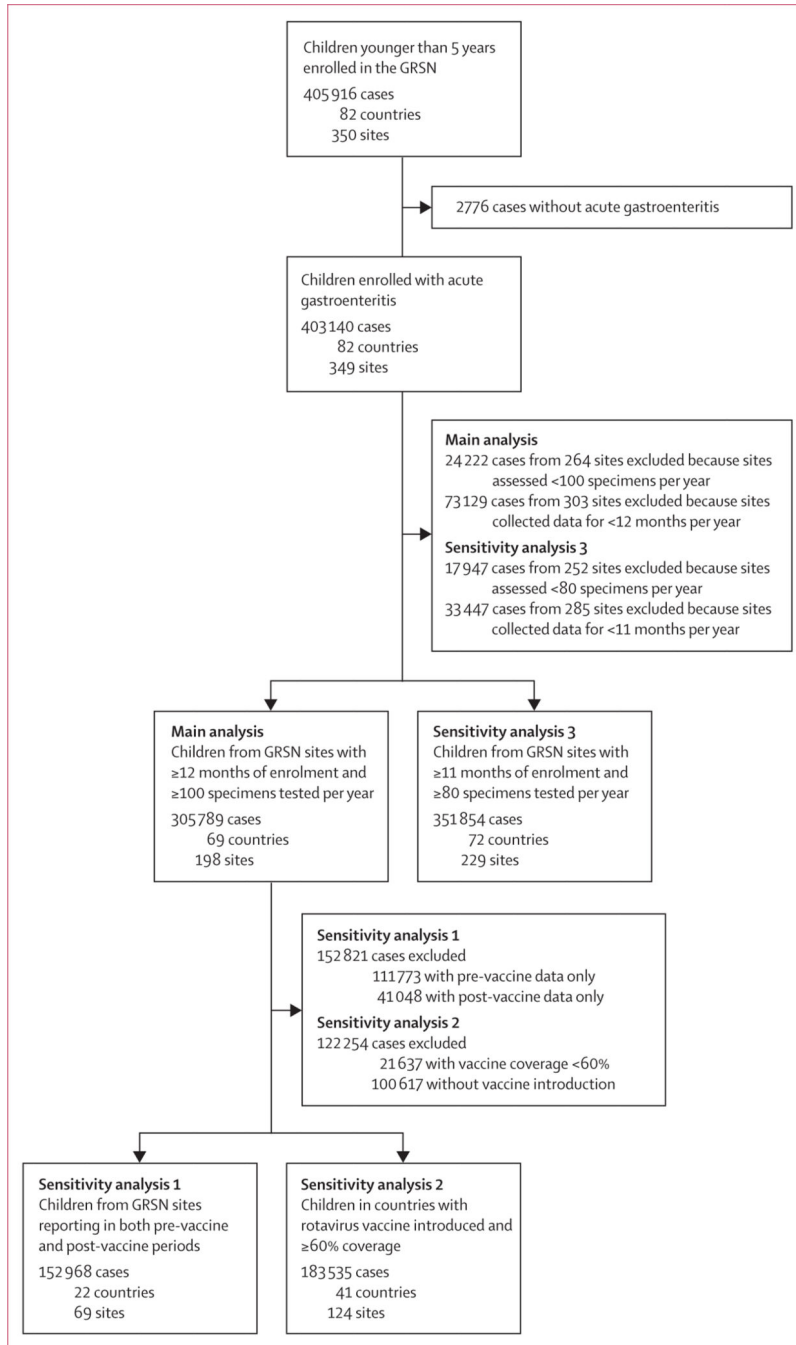 Children younger than 5 years
enrolled in the GRSN
405 916 cases
82 countries
350 sites
2776 cases without acute gastroenteritis
Children enrolled with acute
gastroenteritis
403 140 cases
82 countries
349 sites
Main analysis
24 222 cases from 264 sites excluded because sites
assessed <100 specimens per year
73 129 cases from 303 sites excluded because sites
collected data for <12 months per year
Sensitivity analysis 3
17 947 cases from 252 sites excluded because sites
assessed <80 specimens per year
33 447 cases from 285 sites excluded because sites
collected data for <11 months per year
Main analysis
Children from GRSN sites with
≥12 months of enrolment and
≥100 specimens tested per year
305 789 cases
69 countries
198 sites
Sensitivity analysis 3
Children from GRSN sites with
≥11 months of enrolment and
≥80 specimens tested per year
351 854 cases
72 countries
229 sites
Sensitivity analysis 1
152 821 cases excluded
111 773 with pre-vaccine data only
41 048 with post-vaccine data only
Sensitivity analysis 2
122 254 cases excluded
21 637 with vaccine coverage <60%
100 617 without vaccine introduction
Sensitivity analysis 1
Children from GRSN sites
reporting in both pre-vaccine
and post-vaccine periods
152 968 cases
22 countries
69 sites
Sensitivity analysis 2
Children in countries with
rotavirus vaccine introduced and
≥60% coverage
183 535 cases
41 countries
124 sites